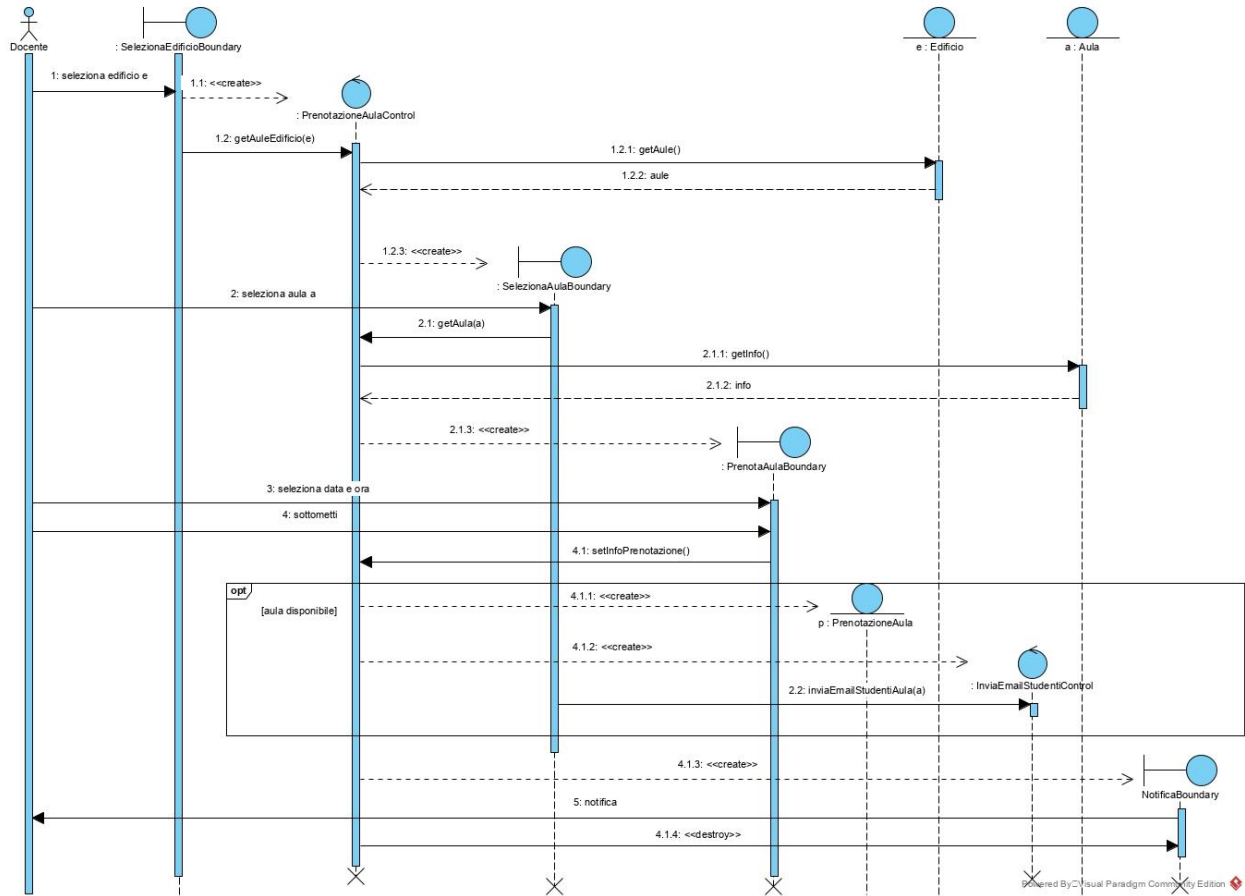 Docente
: SelezionaEdificioBoundary
e : Edificio
a : Aula
1: seleziona edificio e
1.1: <<create>>
: PrenotazioneAulaControl
1.2: getAuleEdificio(e)
1.2.1: getAule()
1.2.2: aule
1.2.3: <<create>>
: SelezionaAulaBoundary
2: seleziona aula a
2.1: getAula(a)
2.1.1: getInfo()
2.1.2: info
2.1.3: <<create>>
: PrenotaAulaBoundary
3: seleziona data e ora
4: sottometti
4.1: setInfoPrenotazione()
opt
[aula disponibile]
4.1.1: <<create>>
p : PrenotazioneAula
4.1.2: <<create>>
: InviaEmailStudentiControl
2.2: inviaEmailStudentiAula(a)
4.1.3: <<create>>
NotificaBoundary
5: notifica
4.1.4: <<destroy>>
Powered By Visual Paradigm Community Edition